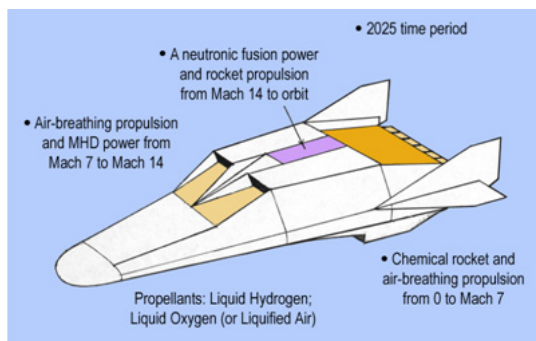 • 2025 time period
• A neutronic fusion power
and rocket propulsion
from Mach 14 to orbit
• Air-breathing propulsion
and MHD power from
Mach 7 to Mach 14
• Chemical rocket and
air-breathing propulsion
from 0 to Mach 7
Propellants: Liquid Hydrogen;
Liquid Oxygen (or Liquified Air)